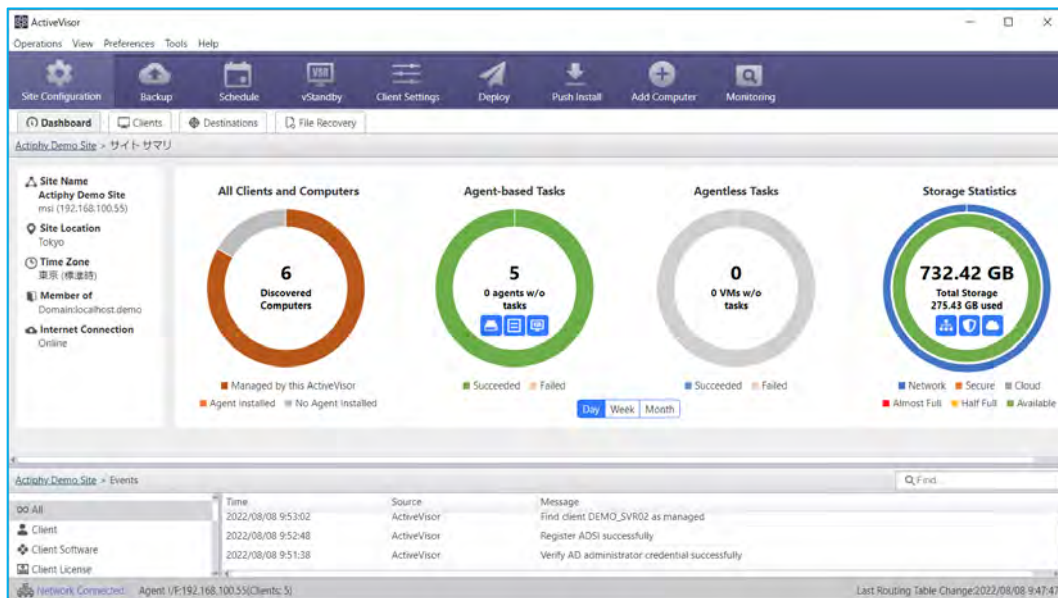 ActiveVisor
Operations View Preferences Tools Help
Site Configuration Backup Schedule vStandby Client Settings Deploy Push Install Add Computer Monitoring
Dashboard Clients Destinations File Recovery
Actiphy Demo Site > サイト サマリ
Site Name
Actiphy Demo Site
msi (192.168.100.55)
Site Location
Tokyo
Time Zone
東京 (標準時)
Member of
Domain:localhost.demo
Internet Connection
Online
All Clients and Computers
6
Discovered
Computers
Managed by this ActiveVisor
Agent Installed No Agent Installed
Agent-based Tasks
5
0 agents w/o
tasks
Succeeded Failed
Agentless Tasks
0
0 VMs w/o
tasks
Succeeded Failed
Day Week Month
Storage Statistics
732.42 GB
Total Storage
275.43 GB used
Network Secure Cloud
Almost Full Half Full Available
Actiphy Demo Site > Events
Find
All
Client
Client Software
Client License
Time Source Message
2022/08/08 9:53:02 ActiveVisor Find client DEMO_SVR02 as managed
2022/08/08 9:52:48 ActiveVisor Register ADSI successfully
2022/08/08 9:51:38 ActiveVisor Verify AD administrator credential successfully
Network Connected Agent I/F:192.168.100.55(Clients: 5) Last Routing Table Change:2022/08/08 9:47:47